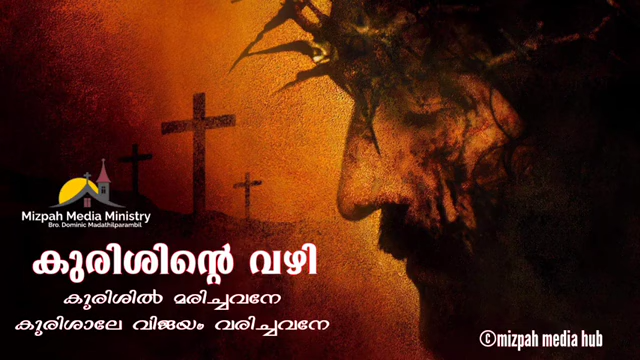 Mizpah Media Ministry
Bro. Dominic Madathilparambil
കുരിശിന്റെ വഴി
കുരിശിൽ മരിച്ചവനേ
കുരിശാലേ വിജയം വരിച്ചവനേ
©mizpah media hub